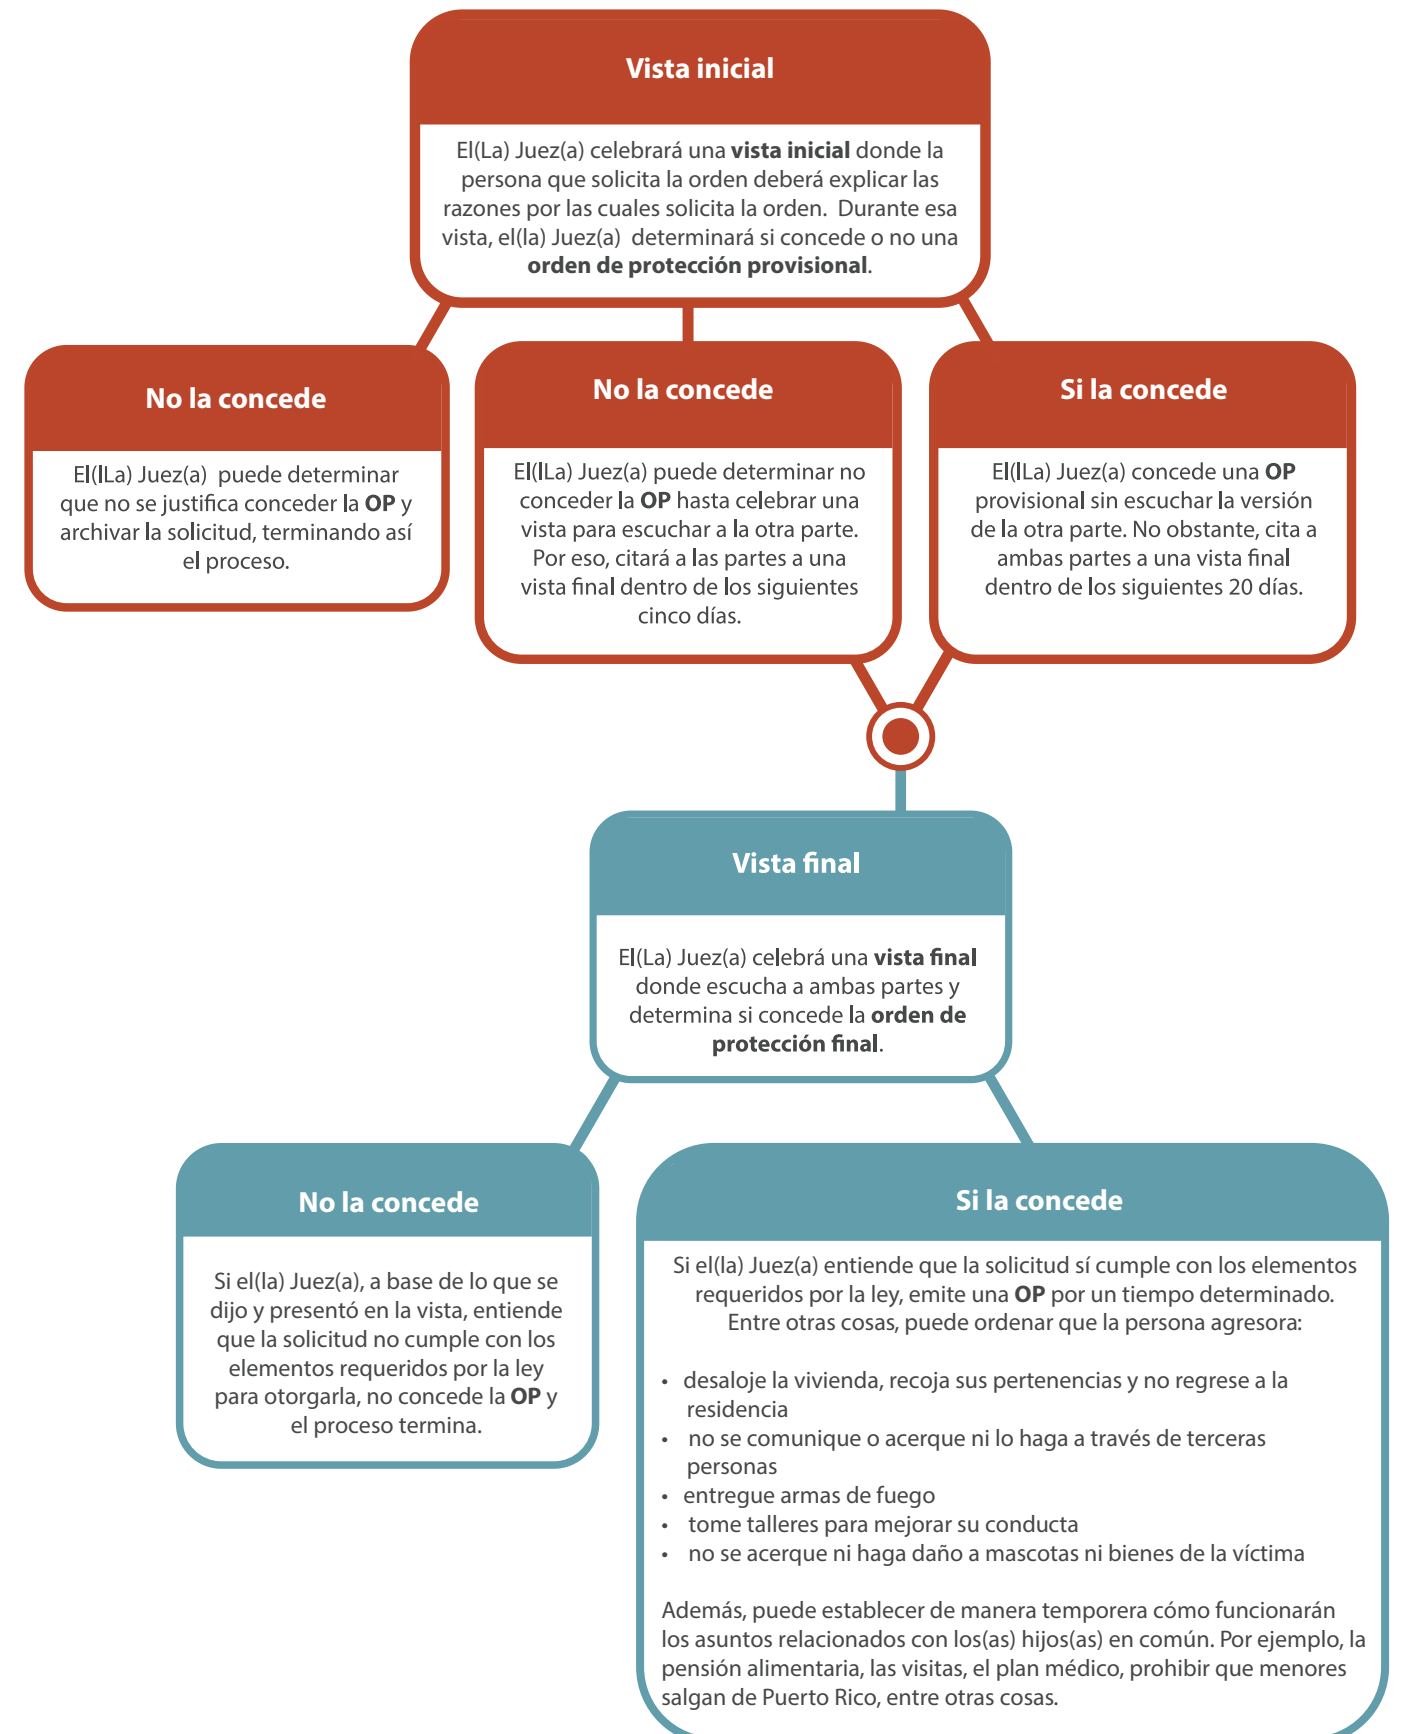 Vista inicial
El(La) Juez(a) celebrará una vista inicial donde la
persona que solicita la orden deberá explicar las
razones por las cuales solicita la orden. Durante esa
vista, el(la) Juez(a) determinará si concede o no una
orden de protección provisional.
No la concede
El(lLa) Juez(a) puede determinar
que no se justifica conceder la OP y
archivar la solicitud, terminando así
el proceso.
No la concede
El(lLa) Juez(a) puede determinar no
conceder la OP hasta celebrar una
vista para escuchar a la otra parte.
Por eso, citará a las partes a una
vista final dentro de los siguientes
cinco días.
Si la concede
El(lLa) Juez(a) concede una OP
provisional sin escuchar la versión
de la otra parte. No obstante, cita a
ambas partes a una vista final
dentro de los siguientes 20 días.
Vista final
El(La) Juez(a) celebrá una vista final
donde escucha a ambas partes y
determina si concede la orden de
protección final.
No la concede
Si el(la) Juez(a), a base de lo que se
dijo y presentó en la vista, entiende
que la solicitud no cumple con los
elementos requeridos por la ley
para otorgarla, no concede la OP y
el proceso termina.
Si la concede
Si el(la) Juez(a) entiende que la solicitud sí cumple con los elementos
requeridos por la ley, emite una OP por un tiempo determinado.
Entre otras cosas, puede ordenar que la persona agresora:
• desaloje la vivienda, recoja sus pertenencias y no regrese a la
residencia
• no se comunique o acerque ni lo haga a través de terceras
personas
• entregue armas de fuego
• tome talleres para mejorar su conducta
• no se acerque ni haga daño a mascotas ni bienes de la víctima
Además, puede establecer de manera temporera cómo funcionarán
los asuntos relacionados con los(as) hijos(as) en común. Por ejemplo, la
pensión alimentaria, las visitas, el plan médico, prohibir que menores
salgan de Puerto Rico, entre otras cosas.